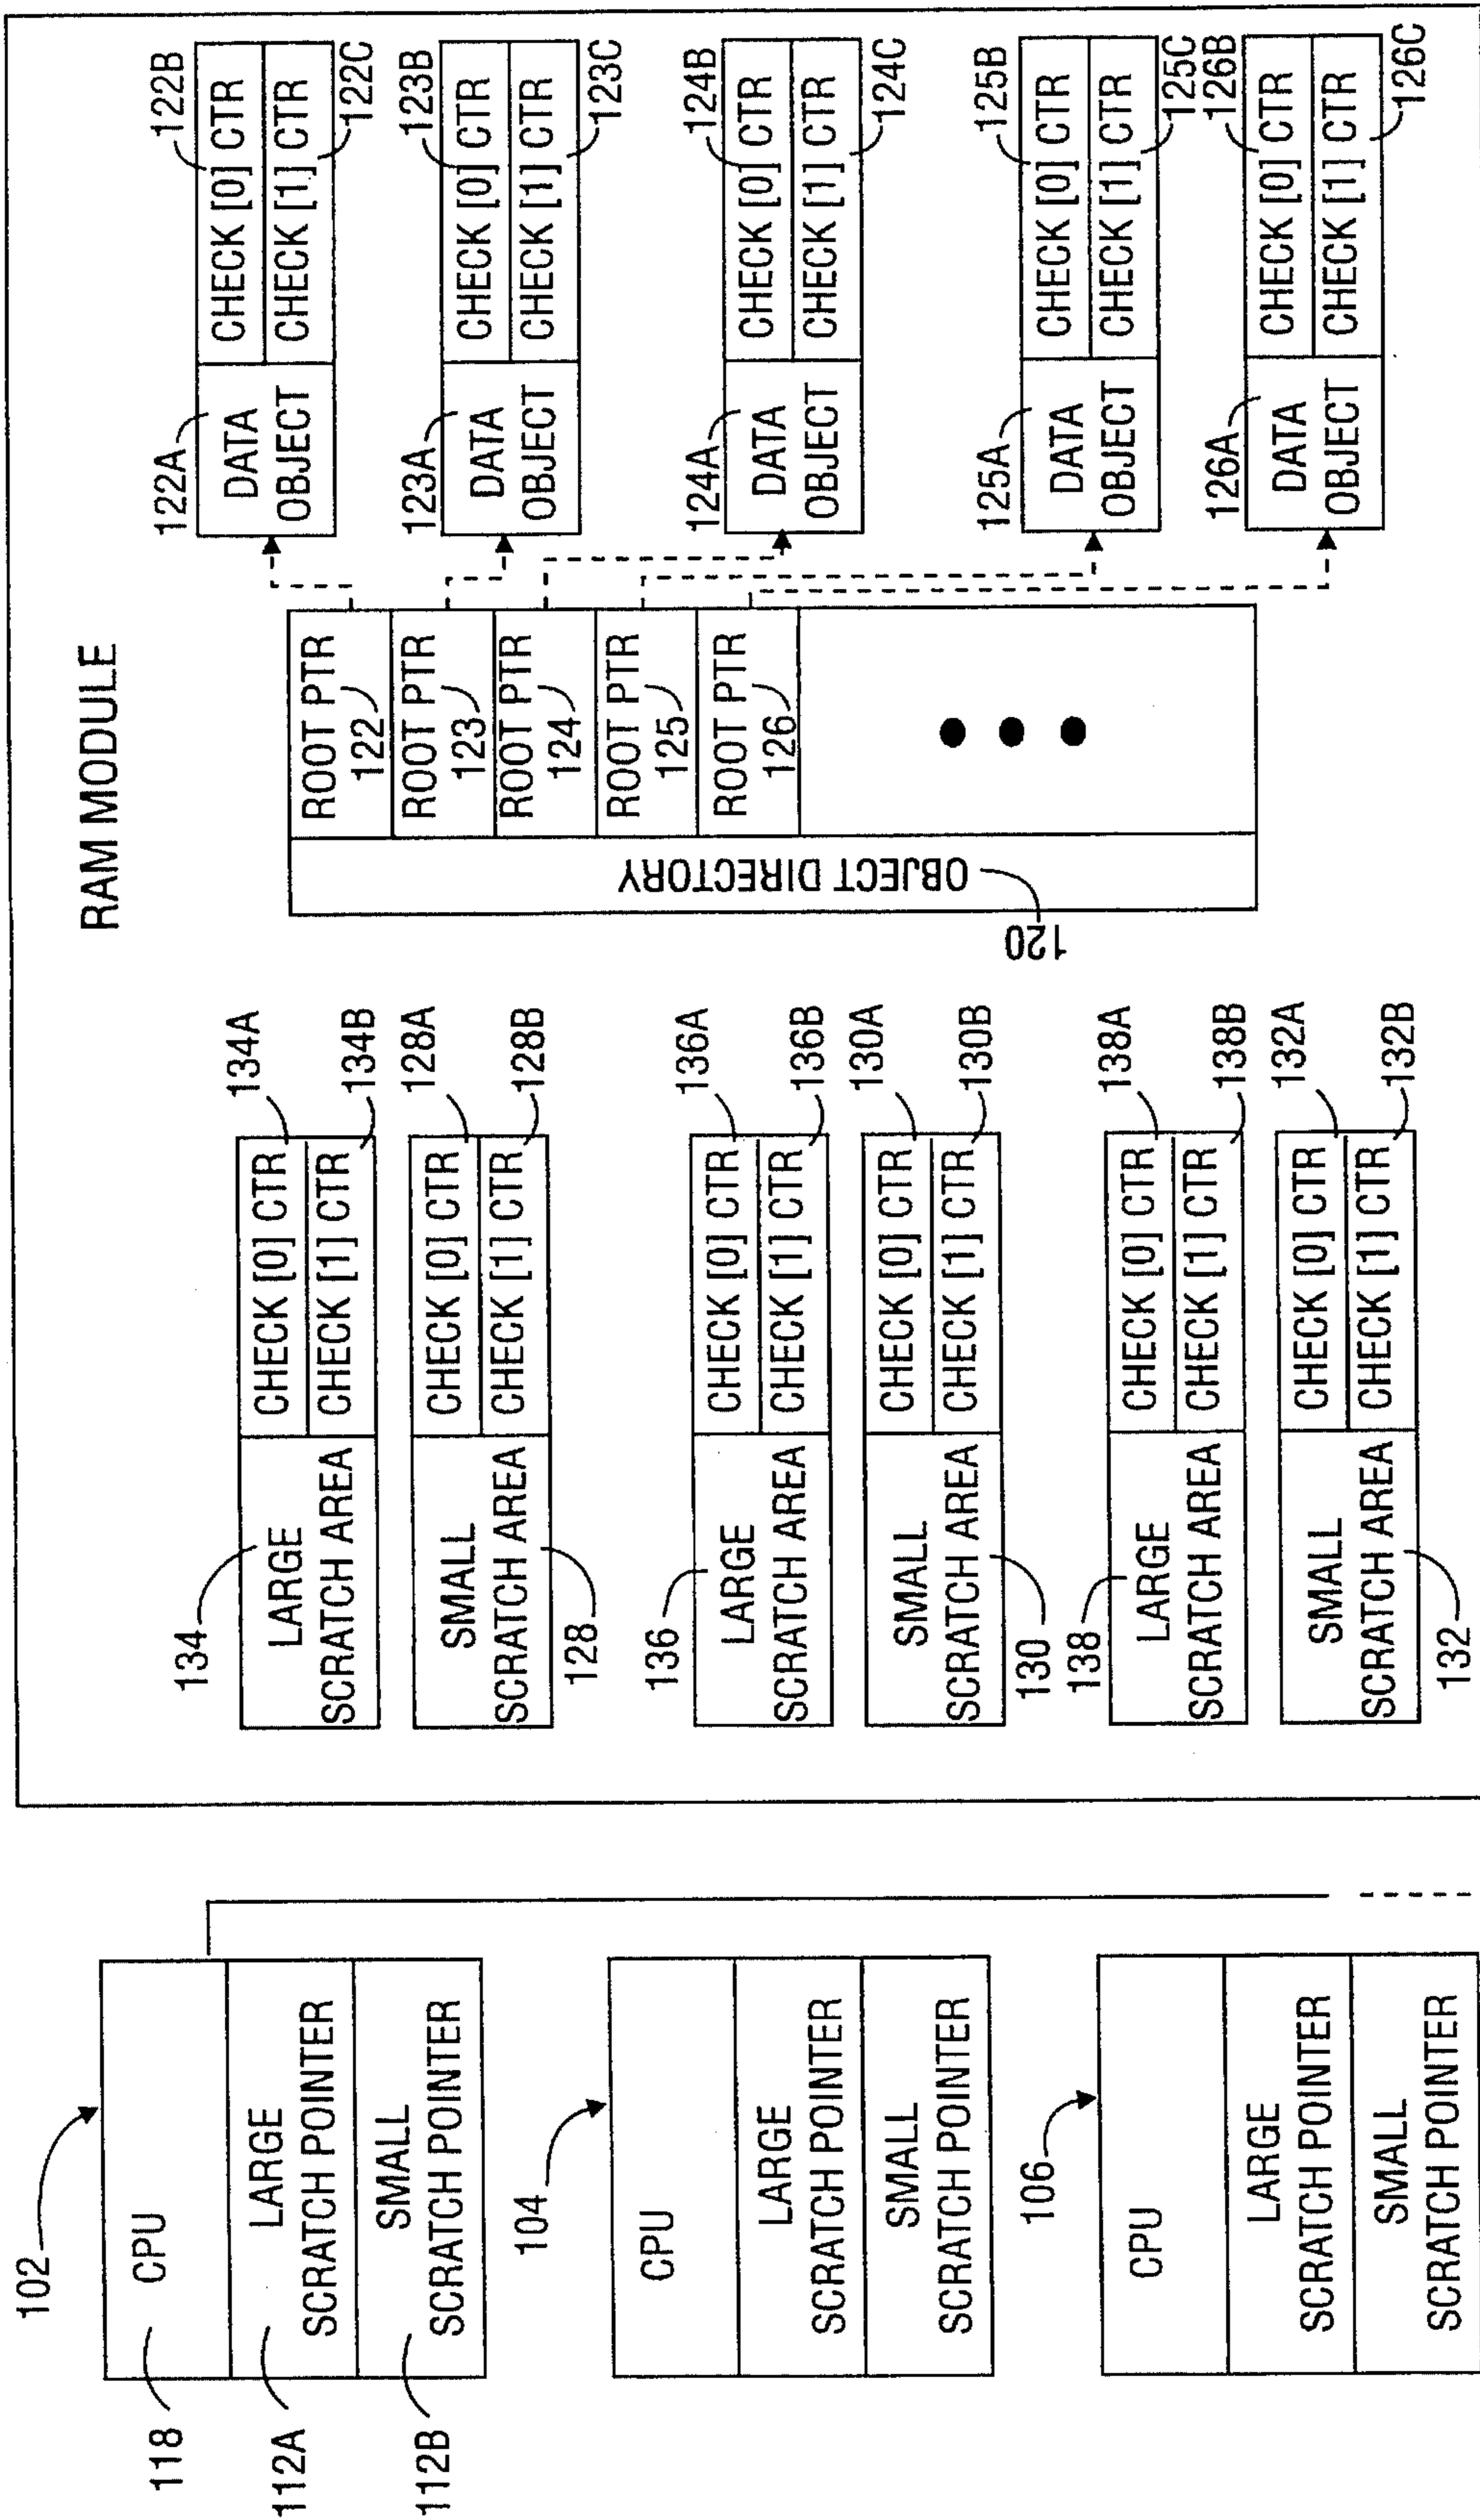 RAM MODULE
102
CPU
118
LARGE
SCRATCH POINTER
112A
SMALL
SCRATCH POINTER
112B
104
CPU
LARGE
SCRATCH POINTER
SMALL
SCRATCH POINTER
106
CPU
LARGE
SCRATCH POINTER
SMALL
SCRATCH POINTER
134
LARGE
SCRATCH AREA
CHECK [0] CTR
CHECK [1] CTR
134A
134B
SMALL
SCRATCH AREA
128
CHECK [0] CTR
CHECK [1] CTR
128A
128B
136
LARGE
SCRATCH AREA
CHECK [0] CTR
CHECK [1] CTR
136A
136B
SMALL
SCRATCH AREA
130
CHECK [0] CTR
CHECK [1] CTR
130A
130B
138
LARGE
SCRATCH AREA
CHECK [0] CTR
CHECK [1] CTR
138A
138B
SMALL
SCRATCH AREA
132
CHECK [0] CTR
CHECK [1] CTR
132A
132B
OBJECT DIRECTORY
120
ROOT PTR
122
ROOT PTR
123
ROOT PTR
124
ROOT PTR
125
ROOT PTR
126
122A
DATA
OBJECT
122B
CHECK [0] CTR
CHECK [1] CTR
122C
123A
DATA
OBJECT
123B
CHECK [0] CTR
CHECK [1] CTR
123C
124A
DATA
OBJECT
124B
CHECK [0] CTR
CHECK [1] CTR
124C
125A
DATA
OBJECT
125B
CHECK [0] CTR
CHECK [1] CTR
125C
126A
DATA
OBJECT
126B
CHECK [0] CTR
CHECK [1] CTR
126C